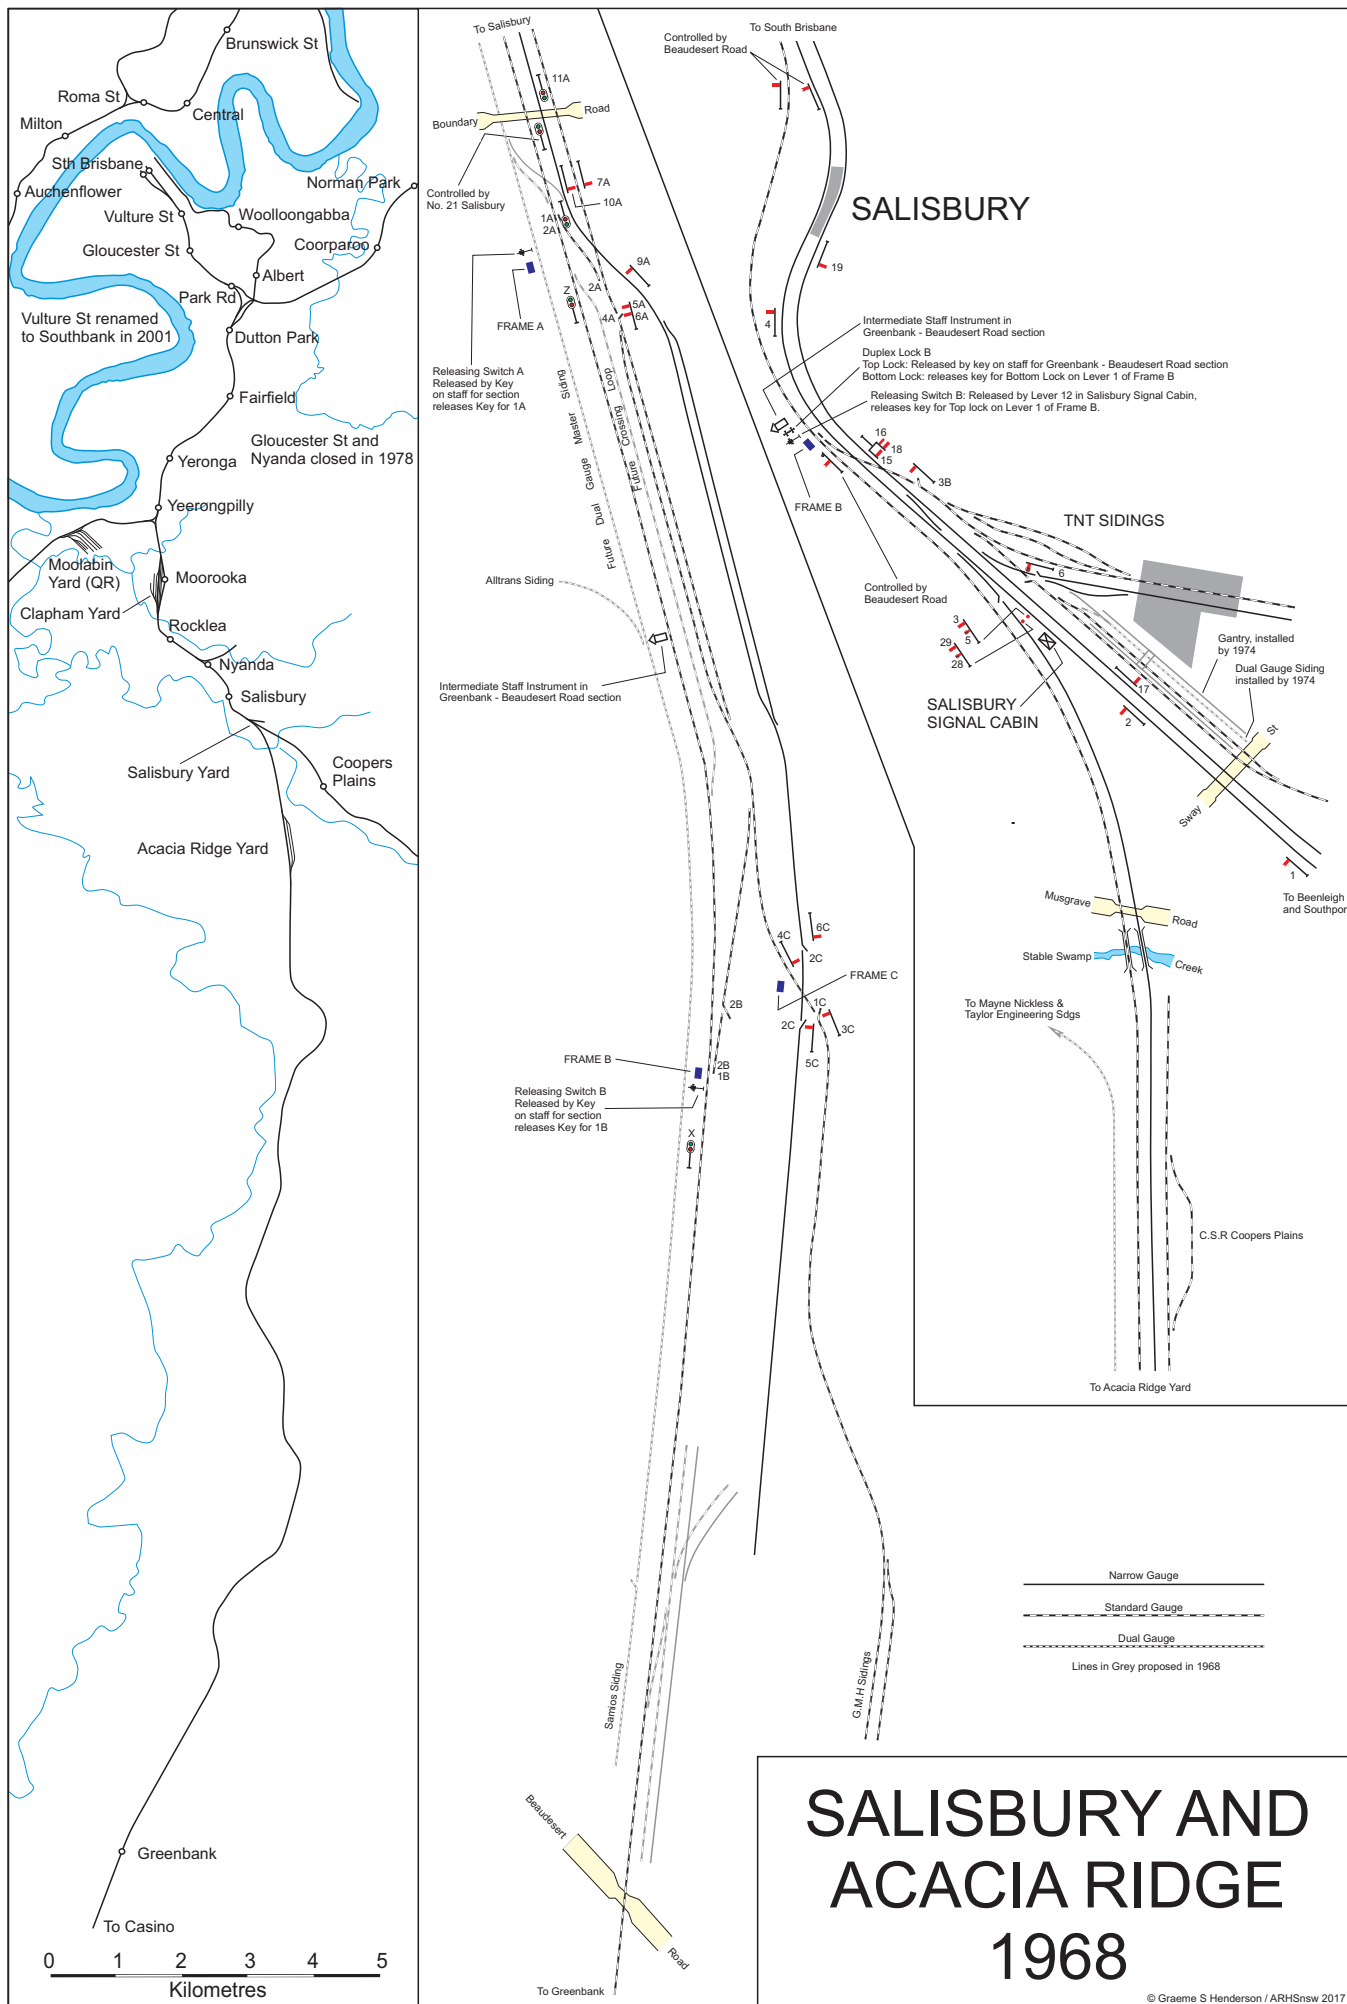 Brunswick St
Roma St
Central
Milton
Sth Brisbane
Auchenflower
Norman Park
Vulture St
Woolloongabba
Gloucester St
Coorparoo
Albert
Park Rd
Vulture St renamed
to Southbank in 2001
Dutton Park
Fairfield
Gloucester St and
Nyanda closed in 1978
Yeronga
Yeerongpilly
Moolabin
Yard (QR)
Moorooka
Clapham Yard
Rocklea
Nyanda
Salisbury
Salisbury Yard
Coopers
Plains
Acacia Ridge Yard
Greenbank
To Casino
0 1 2 3 4 5
Kilometres
To Salisbury
11A
Boundary Road
Controlled by
No. 21 Salisbury
7A
10A
1A
2A
9A
2A
Z
FRAME A
4A
5A
6A
Releasing Switch A
Released by Key
on staff for section
releases Key for 1A
Future Dual Gauge Master Siding
Future Crossing Loop
Alltrans Siding
Intermediate Staff Instrument in
Greenbank - Beaudesert Road section
4C
6C
2C
FRAME C
1C
2B
2C
3C
5C
FRAME B
2B
1B
Releasing Switch B
Released by Key
on staff for section
releases Key for 1B
X
Samios Siding
G.M.H Sidings
Beaudesert Road
To Greenbank
To South Brisbane
Controlled by
Beaudesert Road
SALISBURY
19
4
Intermediate Staff Instrument in
Greenbank - Beaudesert Road section
Duplex Lock B
Top Lock: Released by key on staff for Greenbank - Beaudesert Road section
Bottom Lock: releases key for Bottom Lock on Lever 1 of Frame B
Releasing Switch B: Released by Lever 12 in Salisbury Signal Cabin,
releases key for Top lock on Lever 1 of Frame B.
16
18
15
3B
FRAME B
TNT SIDINGS
6
Controlled by
Beaudesert Road
3
5
29
28
Gantry, installed
by 1974
Dual Gauge Siding
installed by 1974
SALISBURY
SIGNAL CABIN
17
2
Sway St
1
To Beenleigh
and Southpor
Musgrave Road
Stable Swamp Creek
To Mayne Nickless &
Taylor Engineering Sdgs
C.S.R Coopers Plains
To Acacia Ridge Yard
Narrow Gauge
Standard Gauge
Dual Gauge
Lines in Grey proposed in 1968
SALISBURY AND
ACACIA RIDGE
1968
© Graeme S Henderson / ARHSnsw 2017